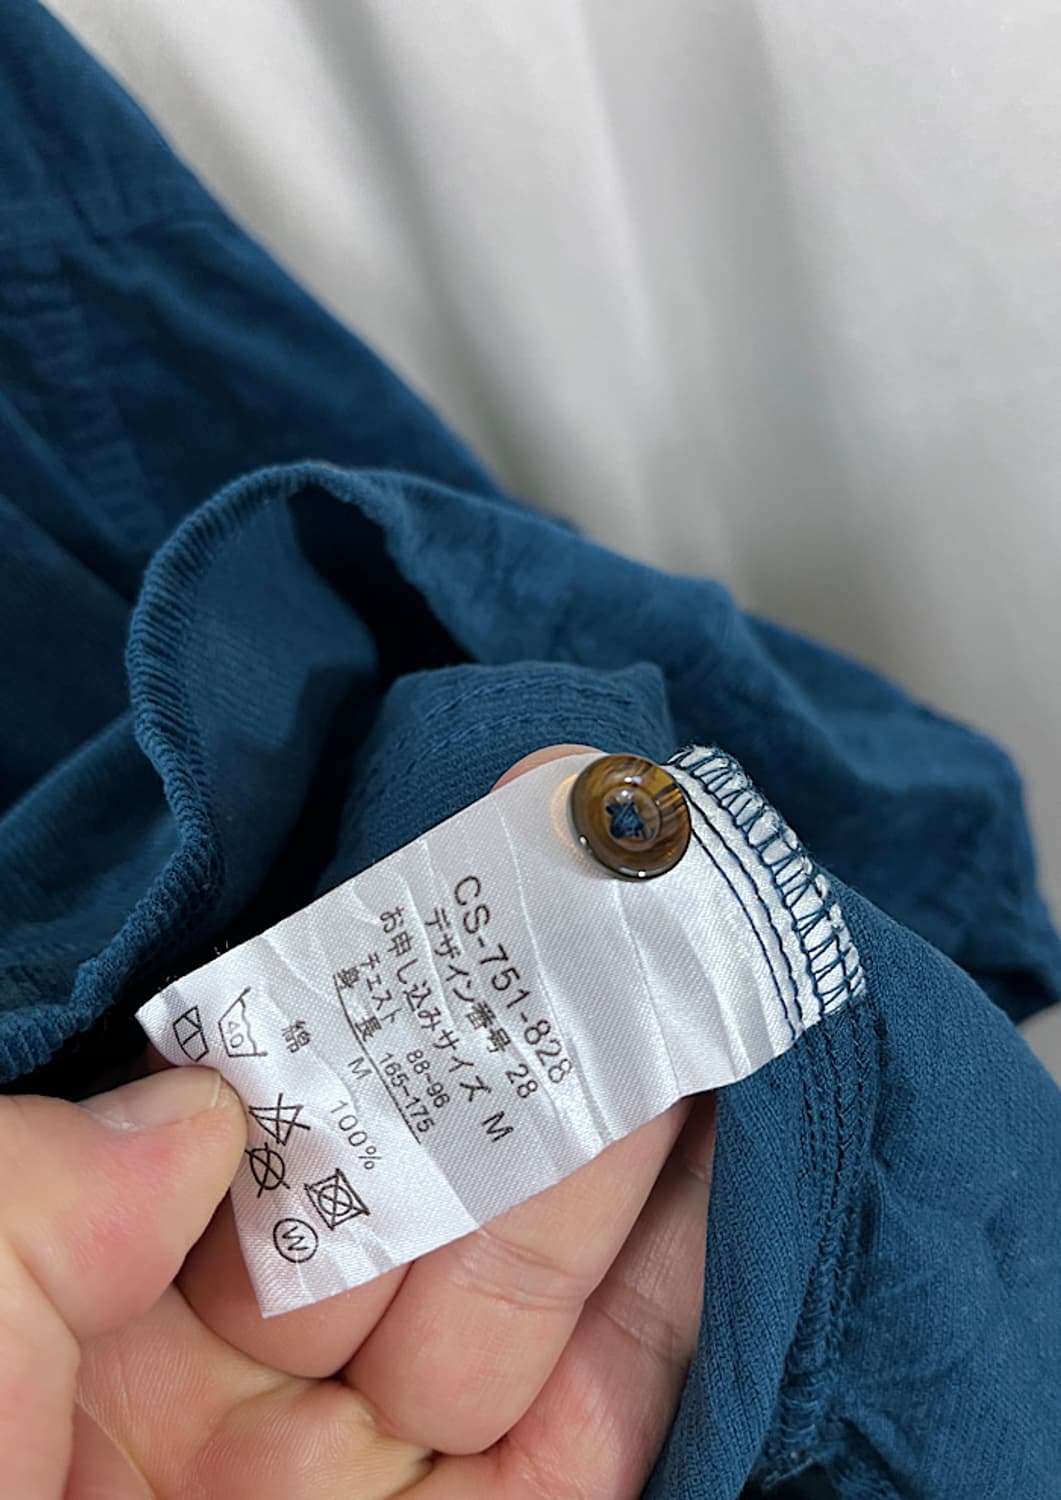 CS-751-828
デザイン番号 28
お申し込みサイズ M
チェスト 88-96
身長 165-175
M
綿 100%
40
W